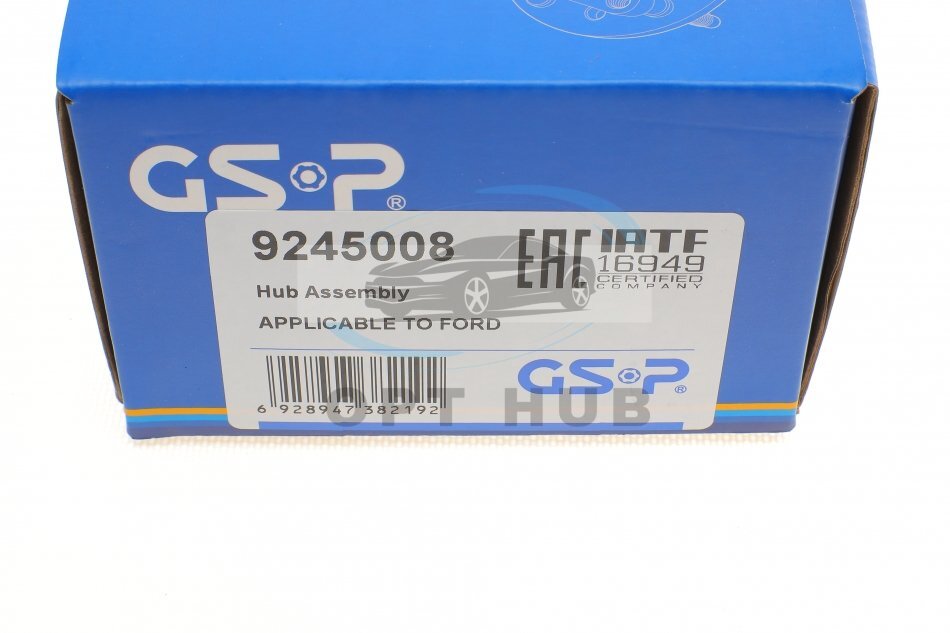 GSP®
9245008
EAC
IATF
16949
CERTIFIED
COMPANY
Hub Assembly
APPLICABLE TO FORD
GSP®
6 928947 382192
OPT HUB